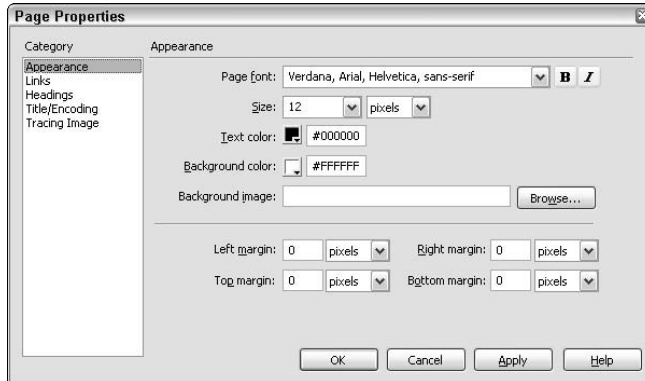 Page Properties
Category
Appearance
Links
Headings
Title/Encoding
Tracing Image
Appearance
Page font: Verdana, Arial, Helvetica, sans-serif B I
Size: 12 pixels
Text color: #000000
Background color: #FFFFFF
Background image: Browse...
Left margin: 0 pixels Right margin: 0 pixels
Top margin: 0 pixels Bottom margin: 0 pixels
OK Cancel Apply Help